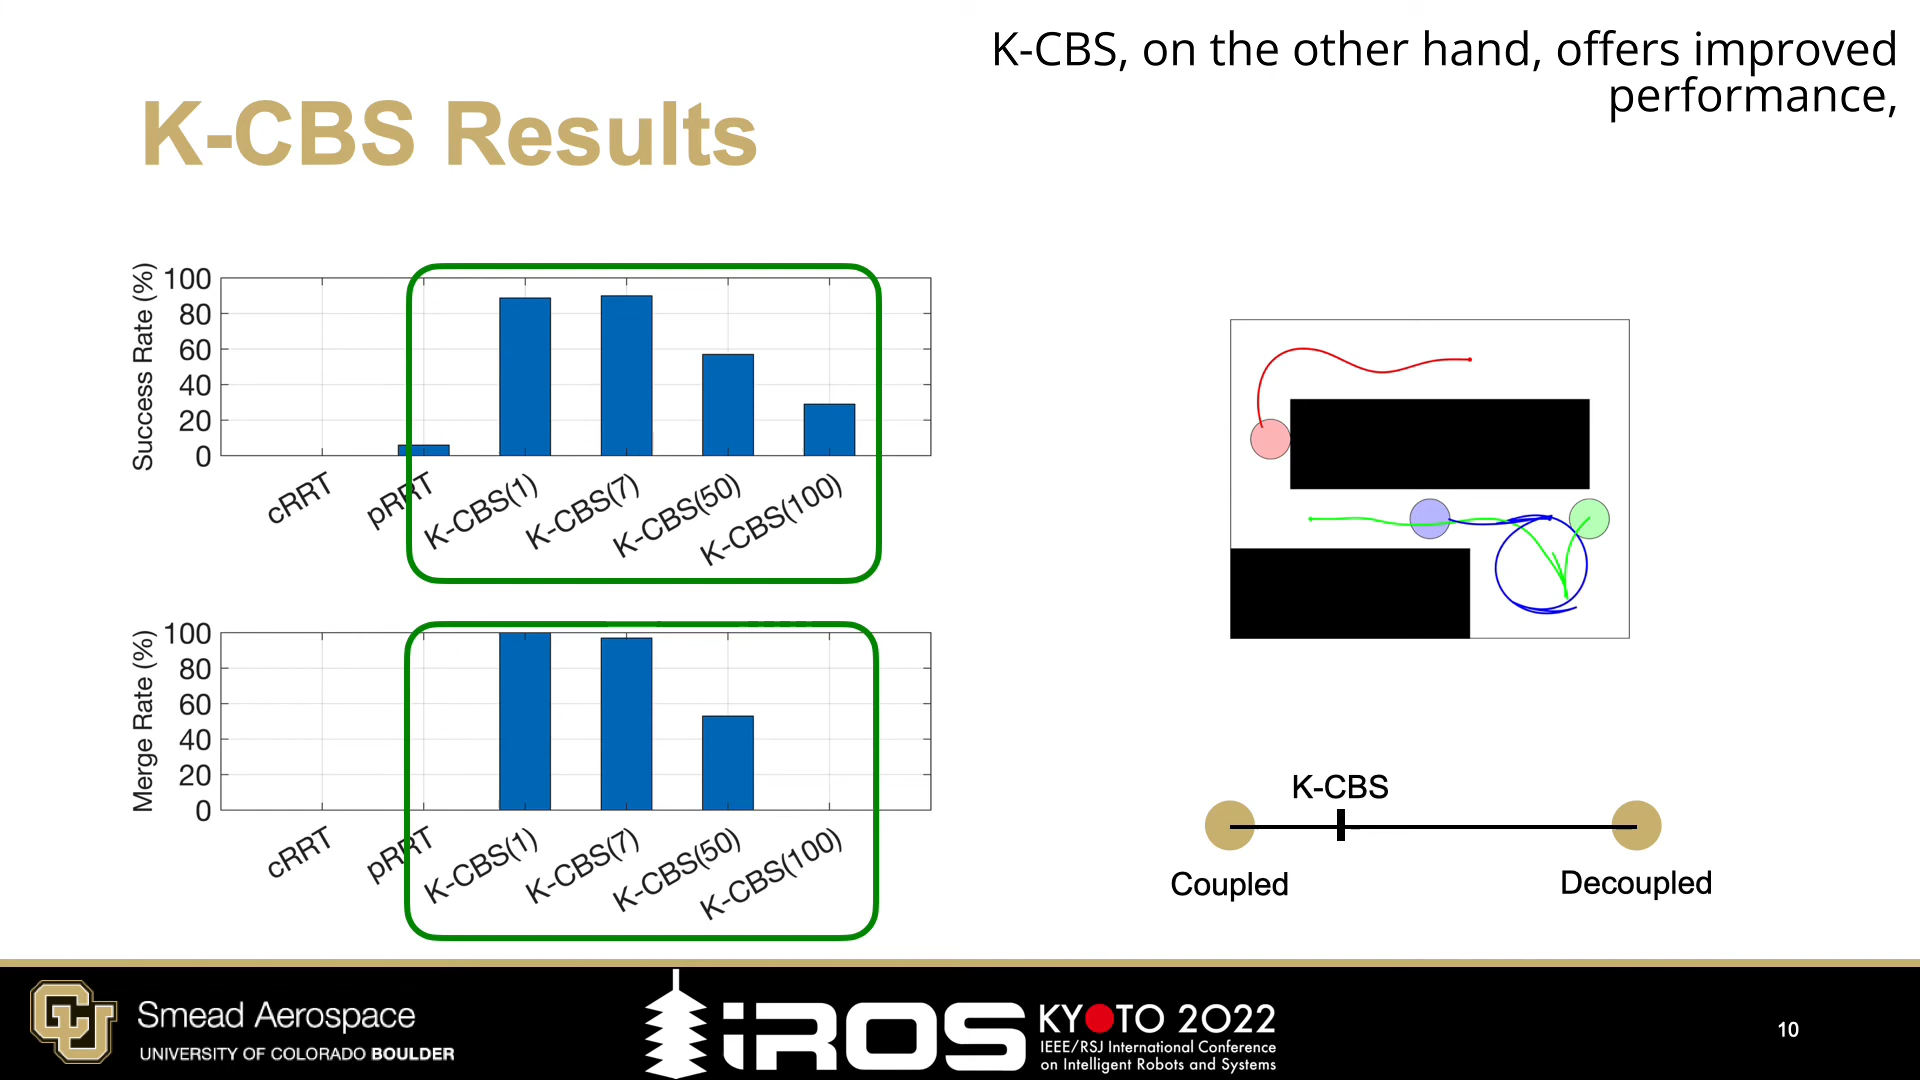 K-CBS, on the other hand, offers improved
performance,
K-CBS Results
Success Rate (%)
100
80
60
40
20
0
cRRT
pRRT
K-CBS(1)
K-CBS(7)
K-CBS(50)
K-CBS(100)
Merge Rate (%)
100
80
60
40
20
0
cRRT
pRRT
K-CBS(1)
K-CBS(7)
K-CBS(50)
K-CBS(100)
K-CBS
Coupled
Decoupled
CU
Smead Aerospace
UNIVERSITY OF COLORADO BOULDER
iROS
KYOTO 2022
IEEE/RSJ International Conference
on Intelligent Robots and Systems
10